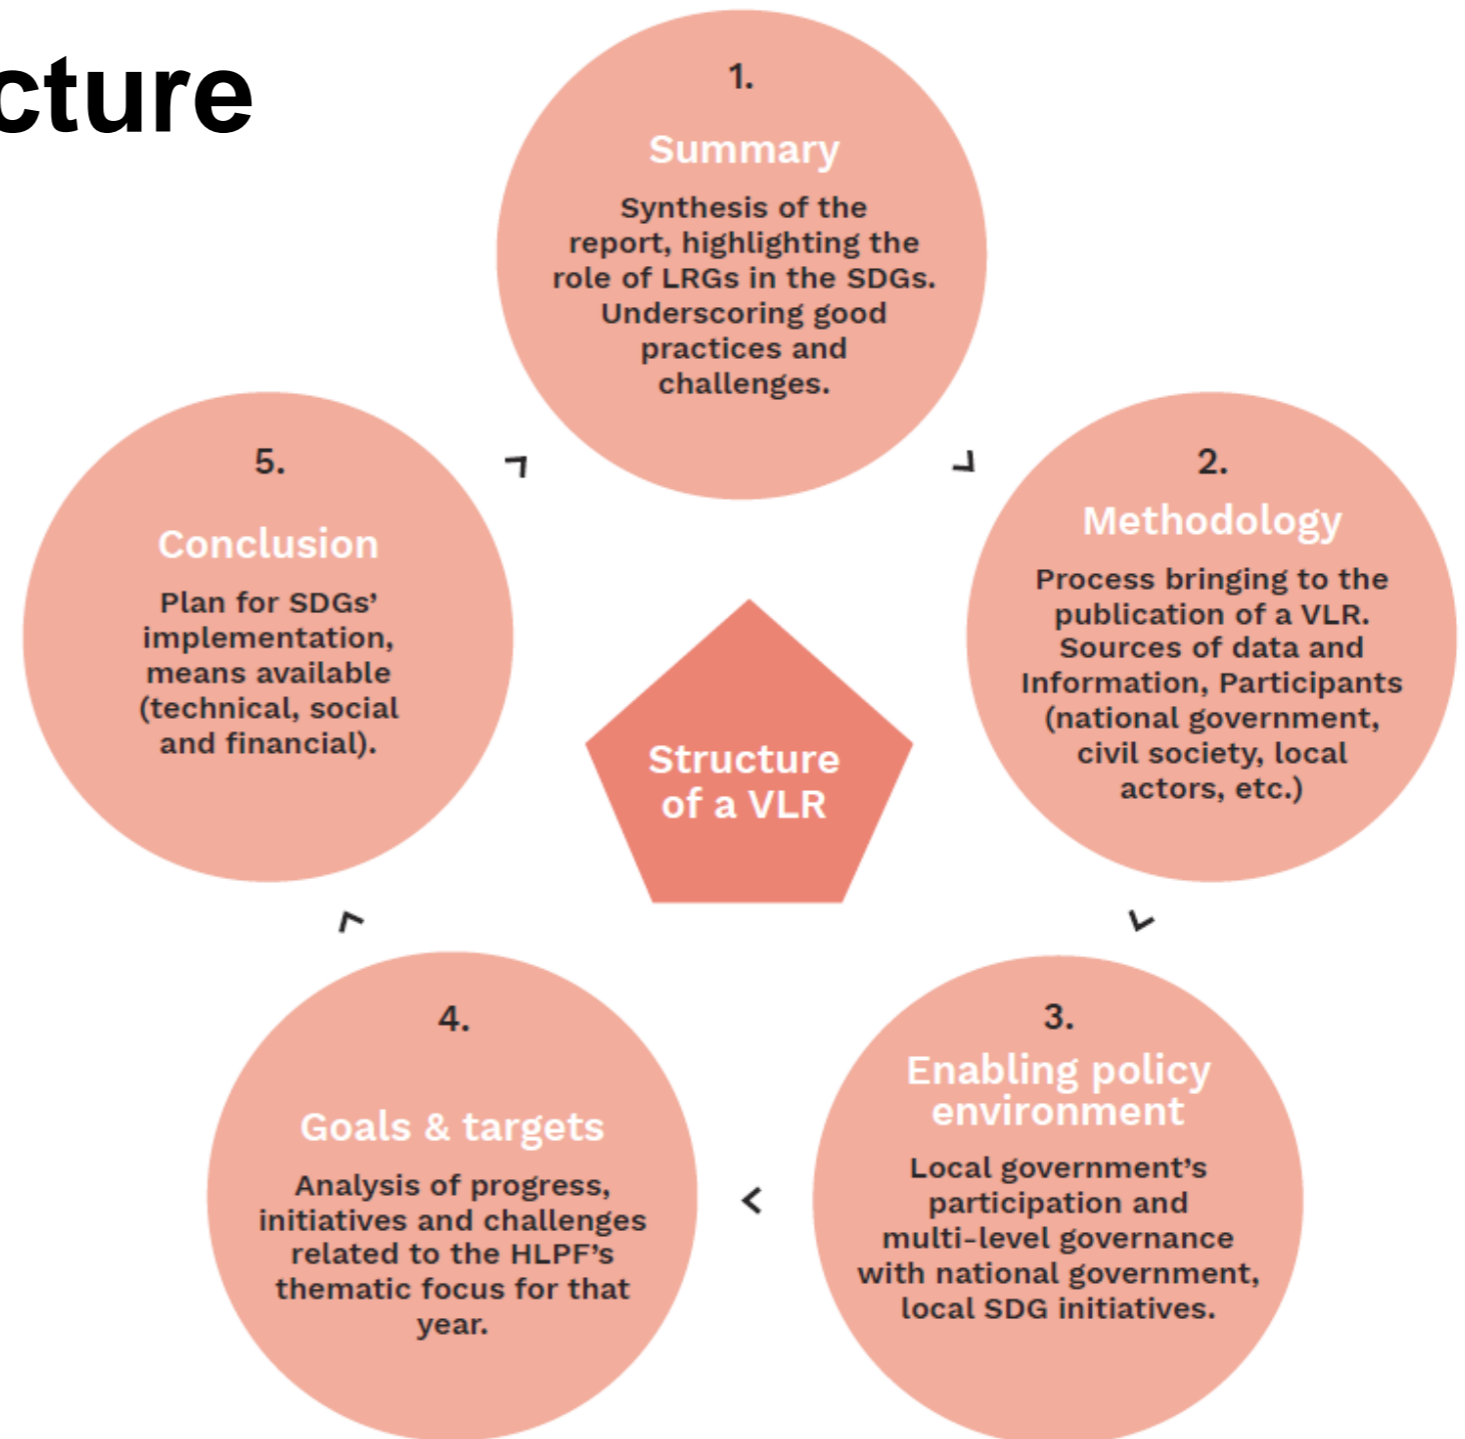 cture
1.
Summary
Synthesis of the
report, highlighting the
role of LRGs in the SDGs.
Underscoring good
practices and
challenges.
2.
Methodology
Process bringing to the
publication of a VLR.
Sources of data and
Information, Participants
(national government,
civil society, local
actors, etc.)
3.
Enabling policy
environment
Local government’s
participation and
multi-level governance
with national government,
local SDG initiatives.
4.
Goals & targets
Analysis of progress,
initiatives and challenges
related to the HLPF’s
thematic focus for that
year.
5.
Conclusion
Plan for SDGs’
implementation,
means available
(technical, social
and financial).
Structure
of a VLR